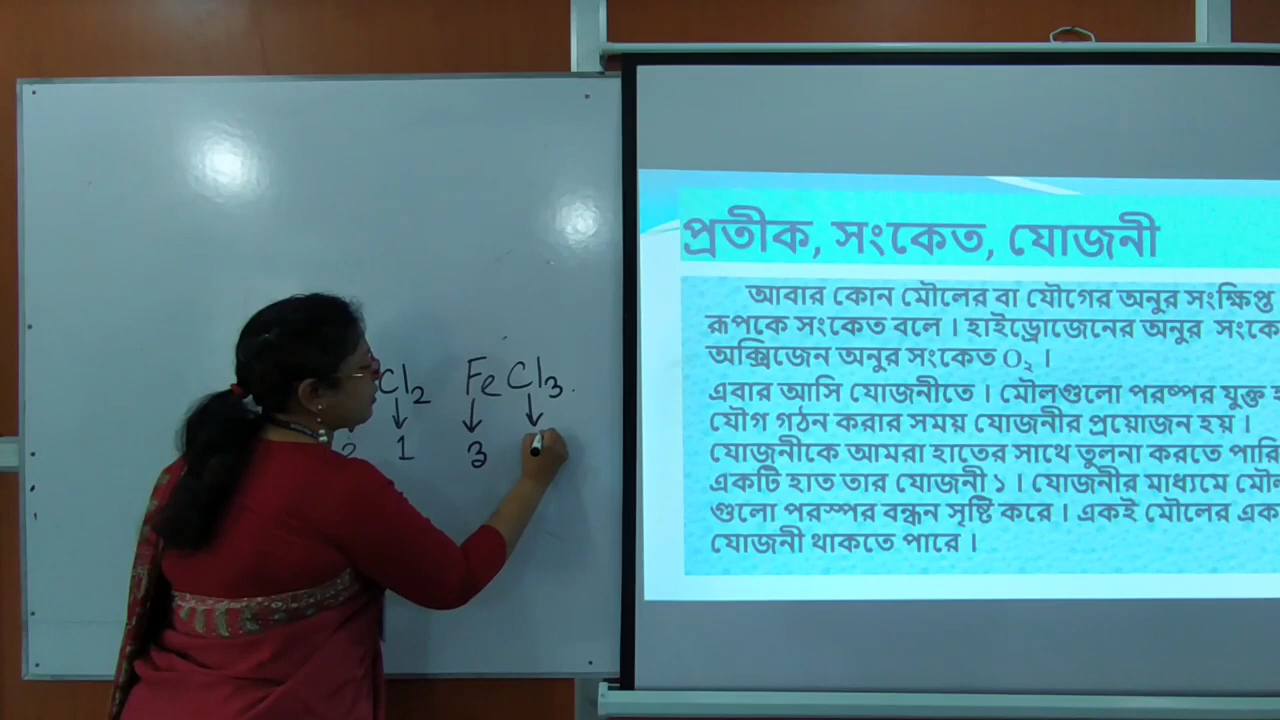 Cl₂ FeCl₃.
2 1 3
প্রতীক, সংকেত, যোজনী
আবার কোন মৌলের বা যৌগের অনুর সংক্ষিপ্ত
রূপকে সংকেত বলে । হাইড্রোজেনের অনুর সংকে
অক্সিজেন অনুর সংকেত O₂ ।
এবার আসি যোজনীতে । মৌলগুলো পরষ্পর যুক্ত হ
যৌগ গঠন করার সময় যোজনীর প্রয়োজন হয় ।
যোজনীকে আমরা হাতের সাথে তুলনা করতে পারি
একটি হাত তার যোজনী ১ । যোজনীর মাধ্যমে মৌল
গুলো পরস্পর বন্ধন সৃষ্টি করে । একই মৌলের এক
যোজনী থাকতে পারে ।